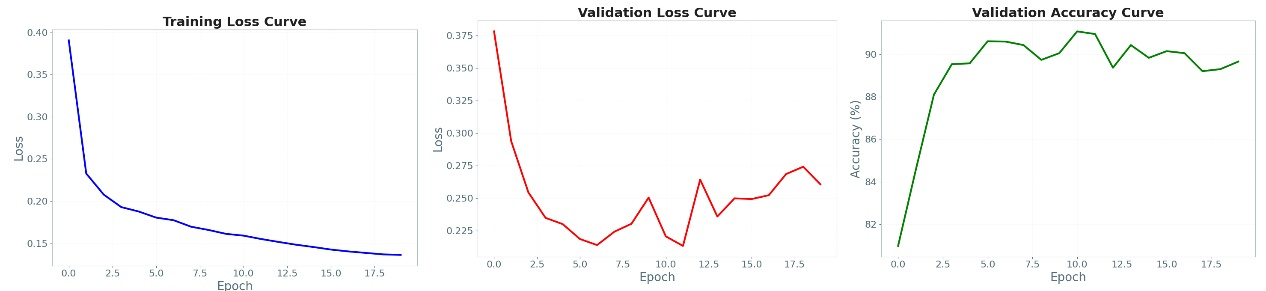 Training Loss Curve
0.40
0.35
0.30
0.25
0.20
0.15
Loss
0.0 2.5 5.0 7.5 10.0 12.5 15.0 17.5
Epoch
Validation Loss Curve
0.375
0.350
0.325
0.300
0.275
0.250
0.225
Loss
0.0 2.5 5.0 7.5 10.0 12.5 15.0 17.5
Epoch
Validation Accuracy Curve
90
88
86
84
82
Accuracy (%)
0.0 2.5 5.0 7.5 10.0 12.5 15.0 17.5
Epoch